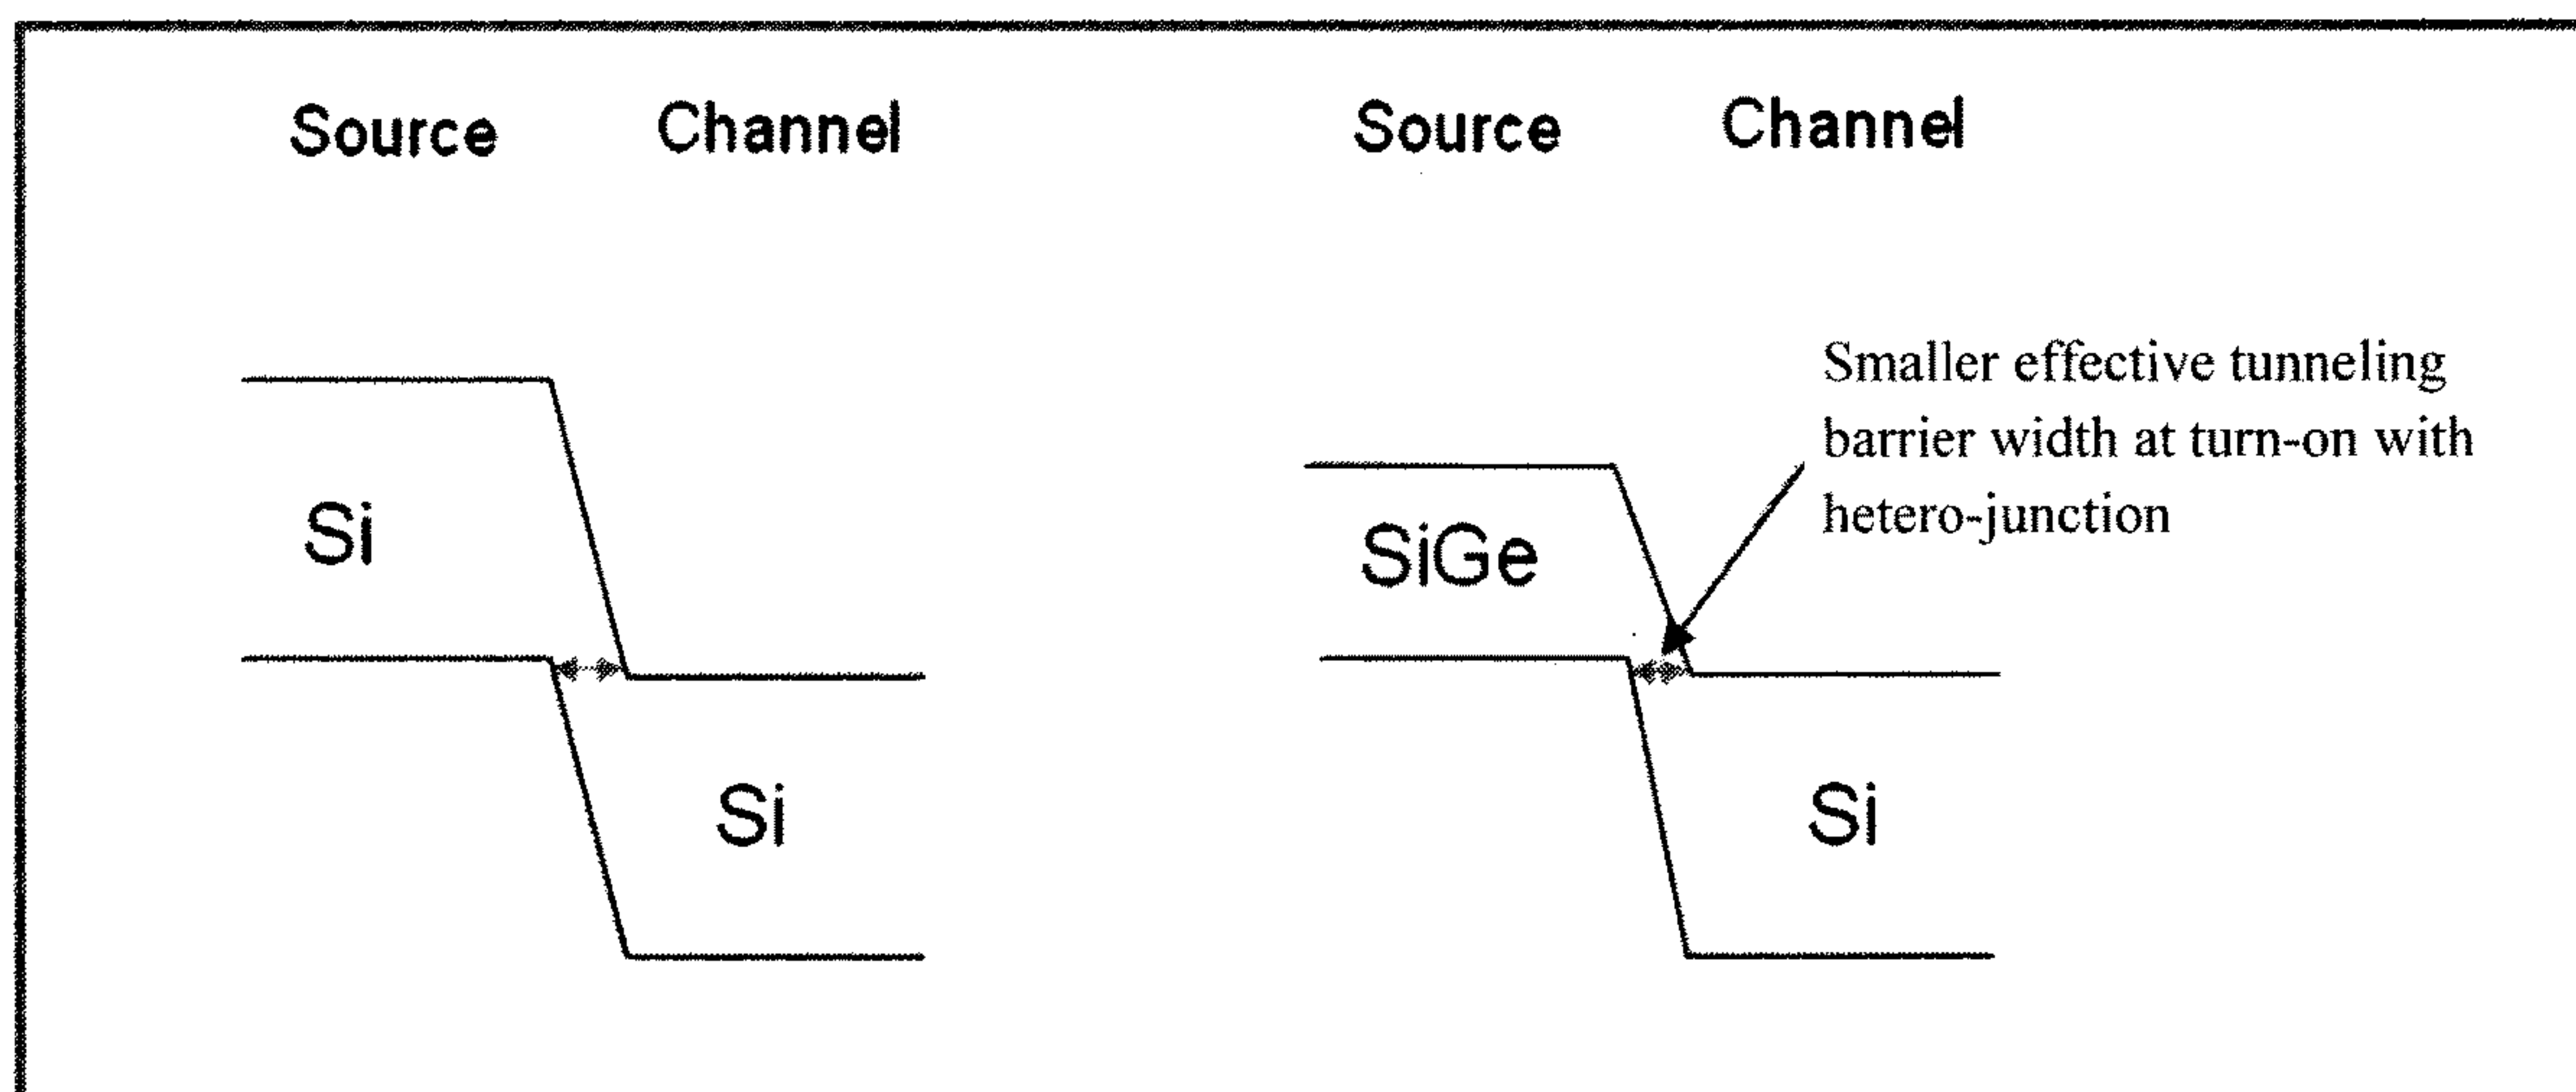 Source Channel
Si
Si
Source Channel
Smaller effective tunneling
barrier width at turn-on with
hetero-junction
SiGe
Si